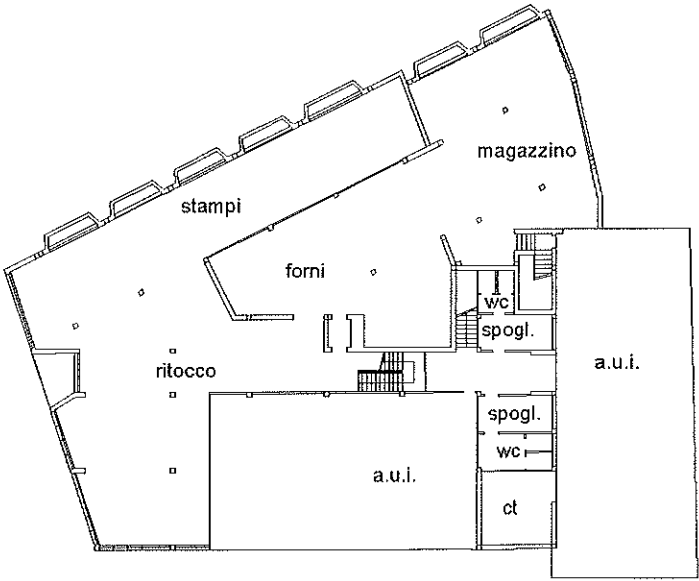 magazzino
stampi
forni
wc
spogl.
a.u.i.
ritocco
spogl.
wc
a.u.i.
ct